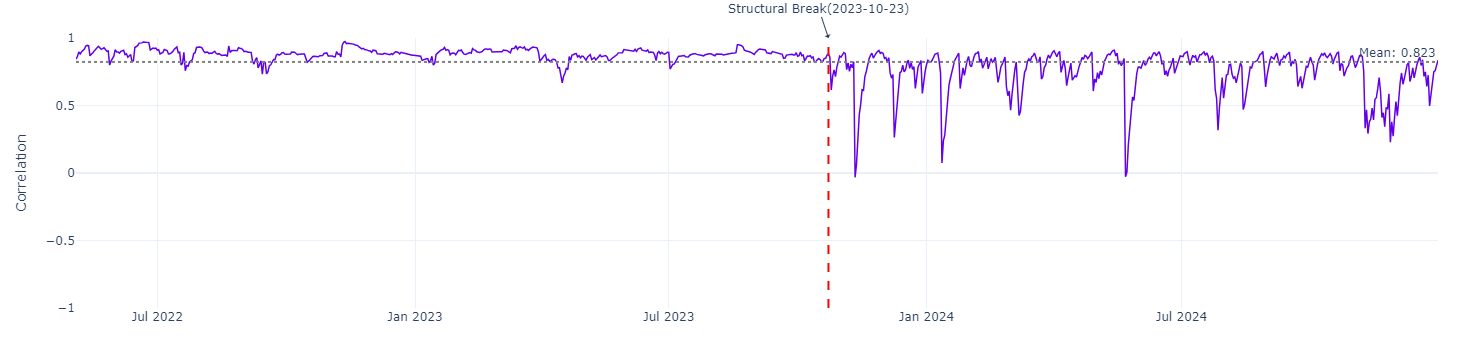 Structural Break(2023-10-23)
Mean: 0.823
Correlation
1
0.5
0
−0.5
−1
Jul 2022
Jan 2023
Jul 2023
Jan 2024
Jul 2024